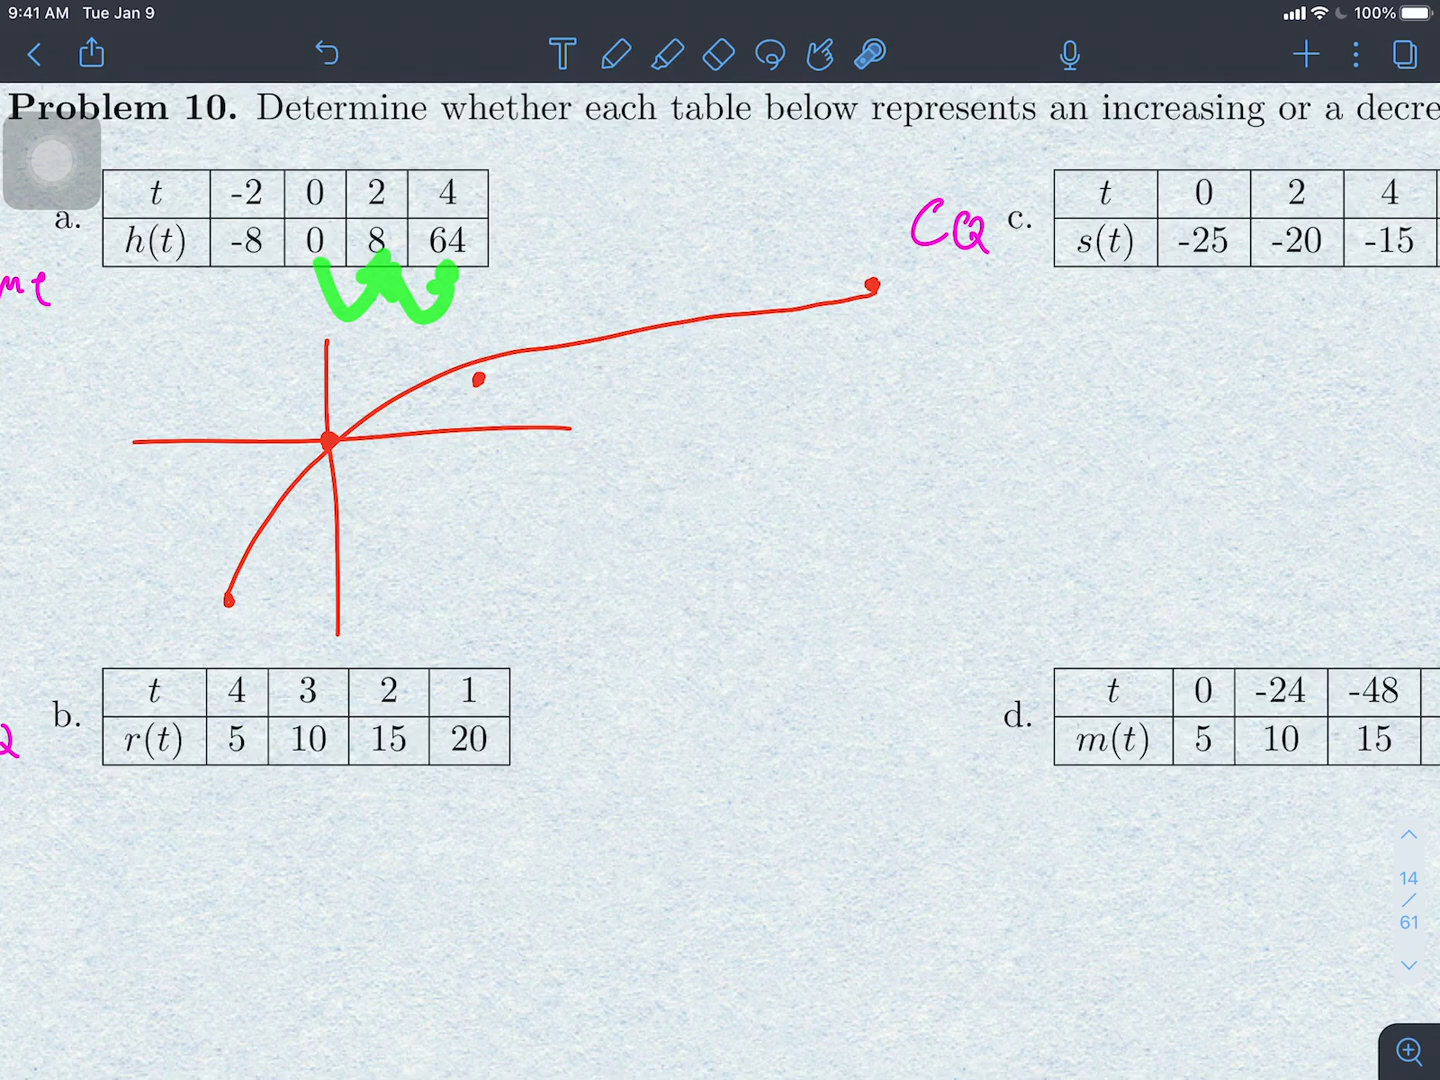 9:41 AM Tue Jan 9 100%
Problem 10. Determine whether each table below represents an increasing or a decre
a.
t -2 0 2 4
h(t) -8 0 8 64
me
CQ c.
t 0 2 4
s(t) -25 -20 -15
b.
t 4 3 2 1
r(t) 5 10 15 20
Q
d.
t 0 -24 -48
m(t) 5 10 15
14
/
61